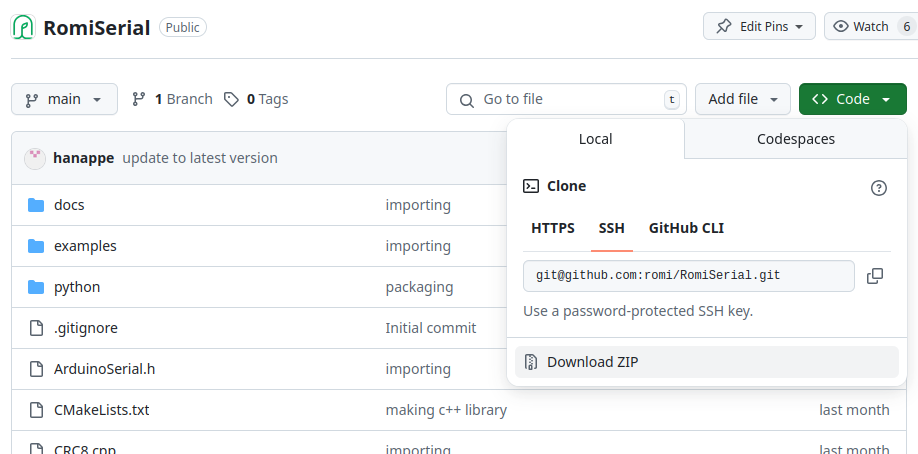 RomiSerial Public Edit Pins Watch 6
main 1 Branch 0 Tags Go to file t Add file Code
Local Codespaces
hanappe update to latest version
Clone
docs importing
HTTPS SSH GitHub CLI
examples importing
git@github.com:romi/RomiSerial.git
python packaging
Use a password-protected SSH key.
.gitignore Initial commit
Download ZIP
ArduinoSerial.h importing
CMakeLists.txt making c++ library last month
CRC8.cpp importing last month